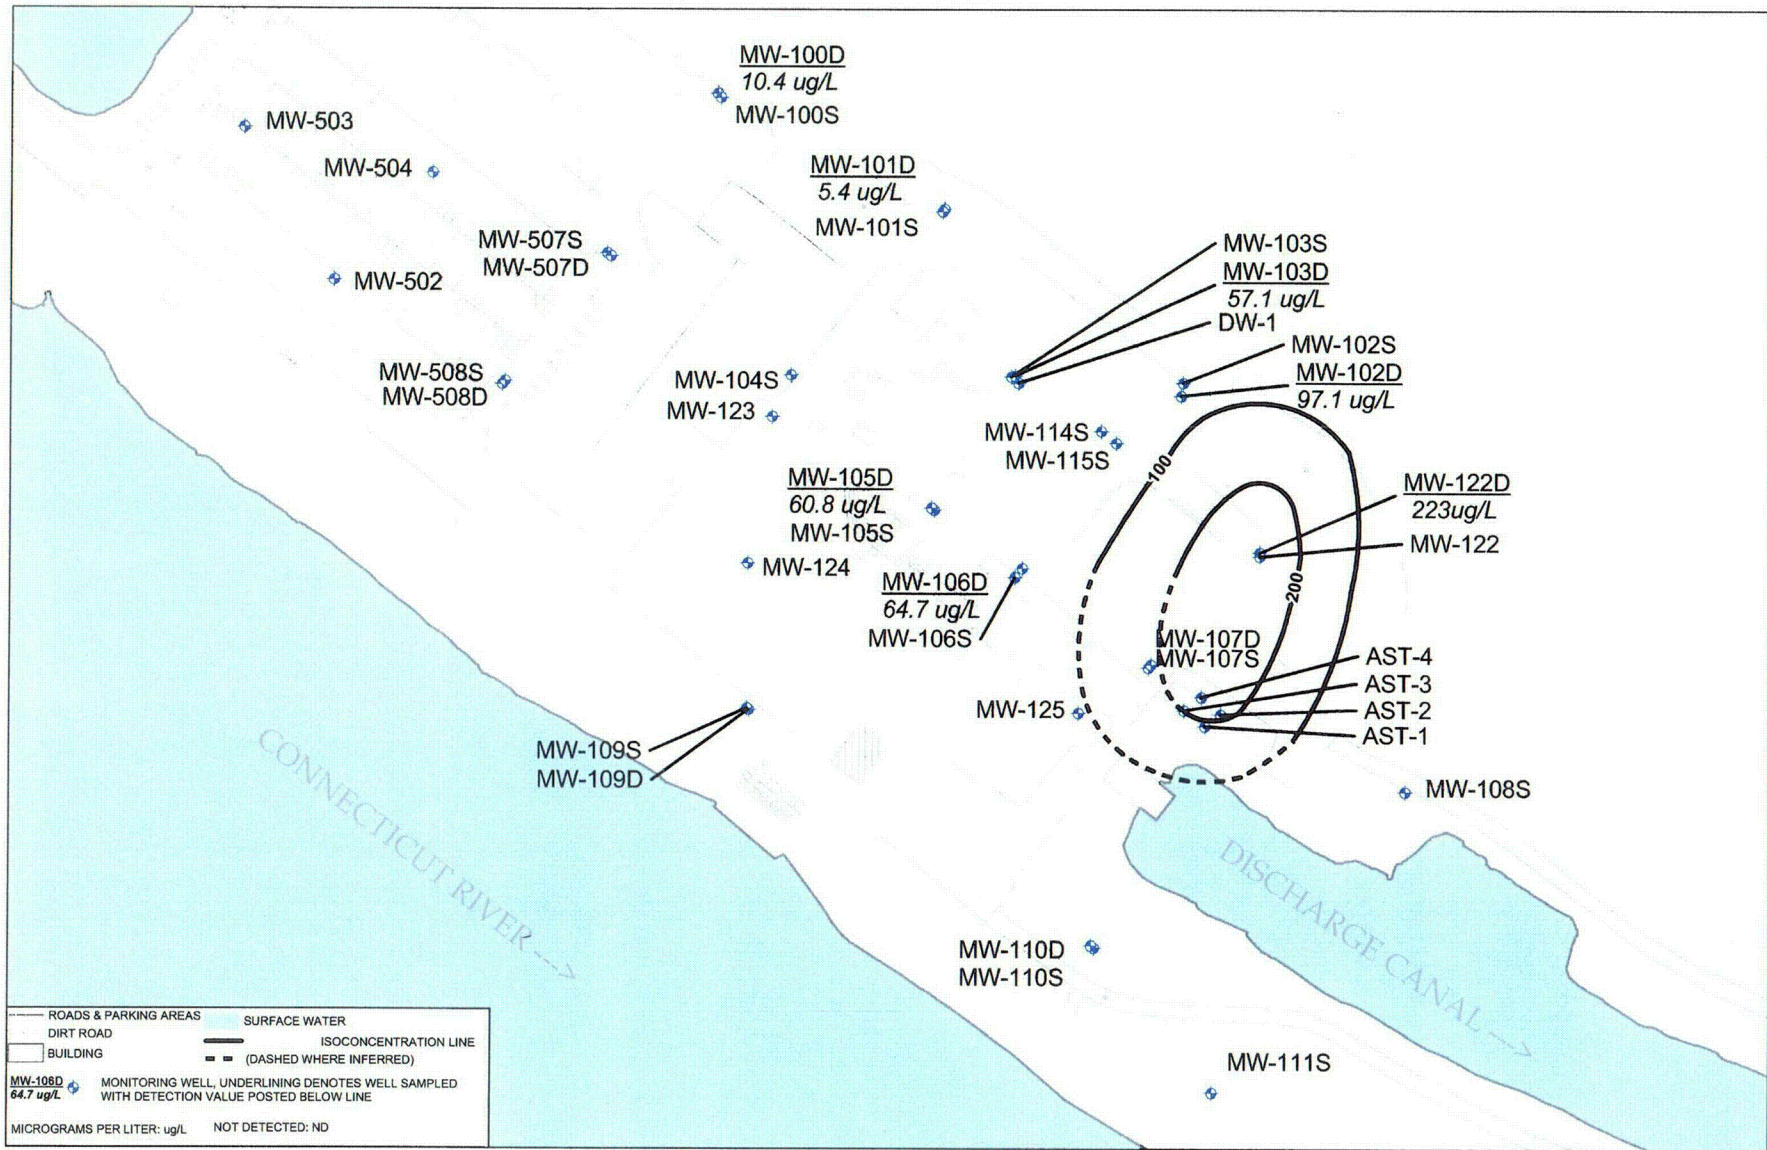 MW-100D
10.4 ug/L
MW-100S
MW-503
MW-504
MW-101D
5.4 ug/L
MW-101S
MW-507S
MW-507D
MW-502
MW-103S
MW-103D
57.1 ug/L
DW-1
MW-102S
MW-102D
97.1 ug/L
MW-508S
MW-508D
MW-104S
MW-123
MW-114S
MW-115S
100
MW-105D
60.8 ug/L
MW-105S
MW-122D
223ug/L
MW-122
MW-124
MW-106D
64.7 ug/L
MW-106S
200
MW-107D
MW-107S
AST-4
AST-3
AST-2
AST-1
MW-125
MW-109S
MW-109D
MW-108S
CONNECTICUT RIVER --->
DISCHARGE CANAL --->
MW-110D
MW-110S
MW-111S
ROADS & PARKING AREAS
DIRT ROAD
BUILDING
SURFACE WATER
ISOCONCENTRATION LINE
(DASHED WHERE INFERRED)
MW-106D
64.7 ug/L
MONITORING WELL, UNDERLINING DENOTES WELL SAMPLED
WITH DETECTION VALUE POSTED BELOW LINE
MICROGRAMS PER LITER: ug/L
NOT DETECTED: ND